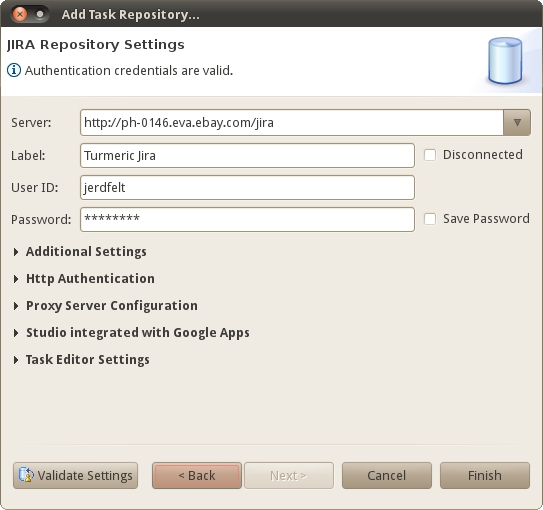 Add Task Repository...
JIRA Repository Settings
Authentication credentials are valid.
Server: http://ph-0146.eva.ebay.com/jira
Label: Turmeric Jira Disconnected
User ID: jerdfelt
Password: ******** Save Password
Additional Settings
Http Authentication
Proxy Server Configuration
Studio integrated with Google Apps
Task Editor Settings
Validate Settings < Back Next > Cancel Finish